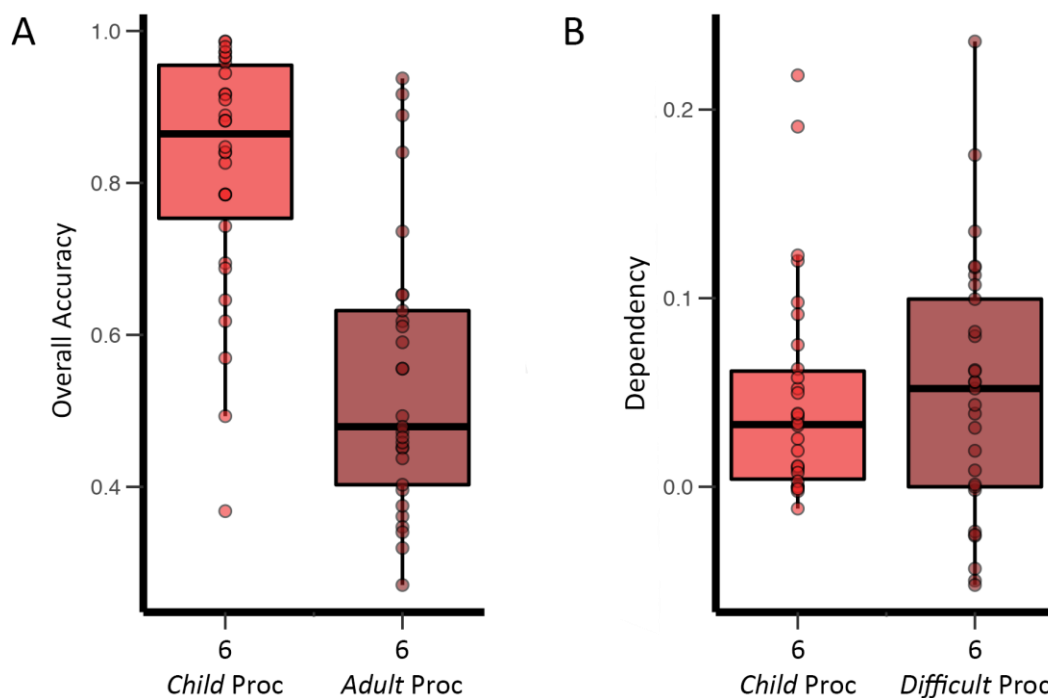 A
Overall Accuracy
1.0
0.8
0.6
0.4
6
6
Child Proc
Adult Proc
B
Dependency
0.2
0.1
0.0
6
6
Child Proc
Difficult Proc